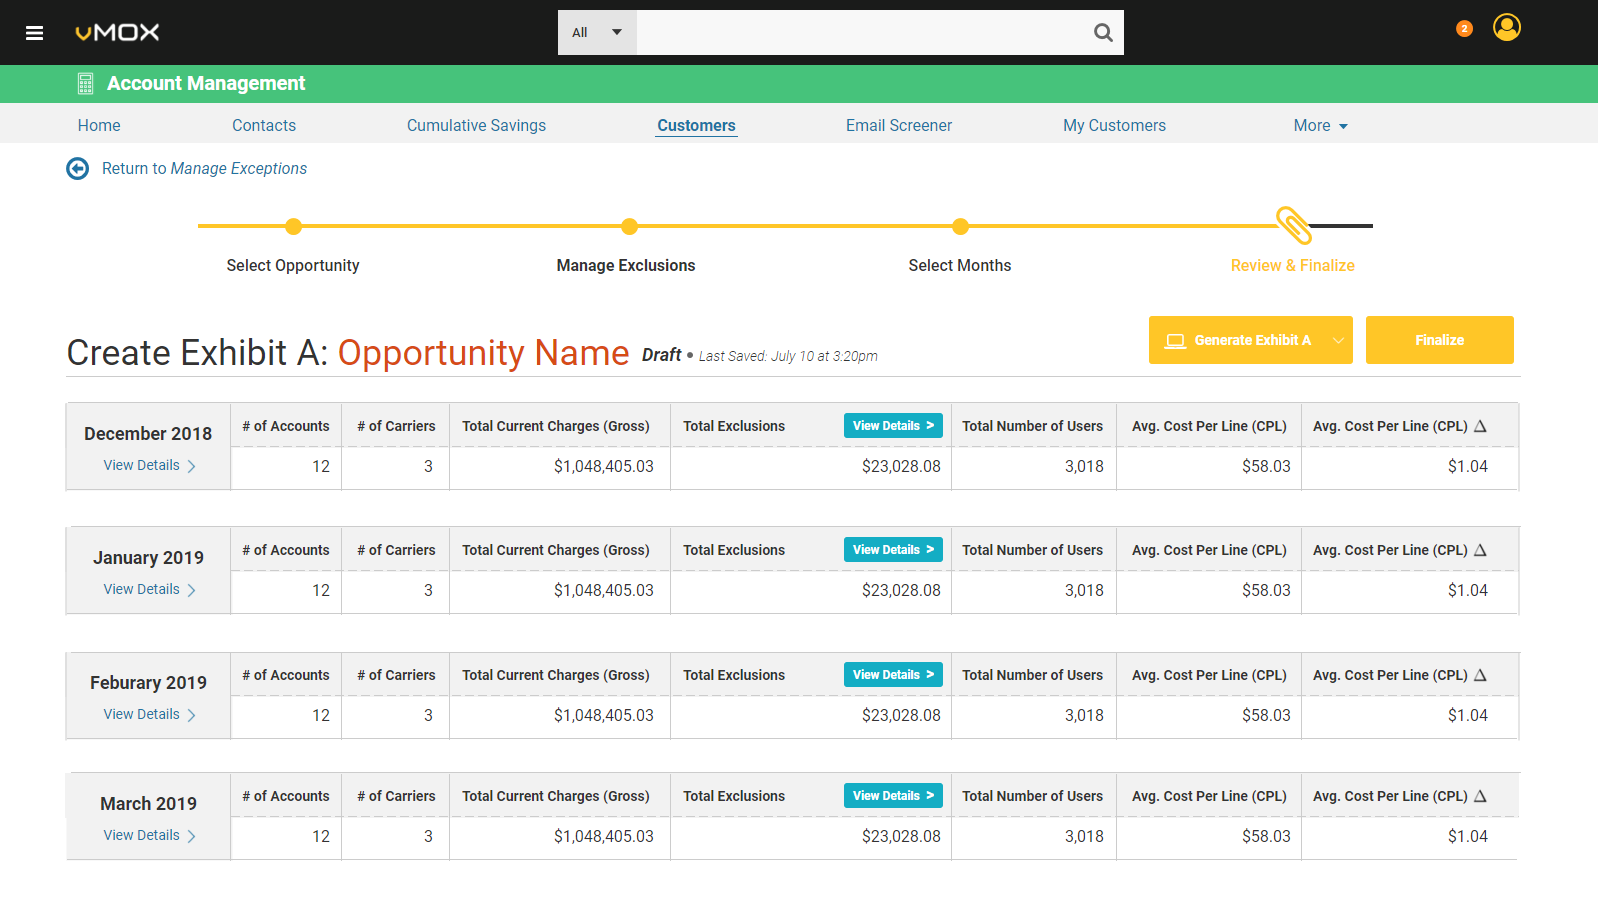 vMOX
All
2
Account Management
Home Contacts Cumulative Savings Customers Email Screener My Customers More
Return to Manage Exceptions
Select Opportunity Manage Exclusions Select Months Review & Finalize
Create Exhibit A: Opportunity Name Draft • Last Saved: July 10 at 3:20pm
Generate Exhibit A Finalize
December 2018 # of Accounts # of Carriers Total Current Charges (Gross) Total Exclusions View Details > Total Number of Users Avg. Cost Per Line (CPL) Avg. Cost Per Line (CPL) △
View Details > 12 3 $1,048,405.03 $23,028.08 3,018 $58.03 $1.04
January 2019 # of Accounts # of Carriers Total Current Charges (Gross) Total Exclusions View Details > Total Number of Users Avg. Cost Per Line (CPL) Avg. Cost Per Line (CPL) △
View Details > 12 3 $1,048,405.03 $23,028.08 3,018 $58.03 $1.04
Feburary 2019 # of Accounts # of Carriers Total Current Charges (Gross) Total Exclusions View Details > Total Number of Users Avg. Cost Per Line (CPL) Avg. Cost Per Line (CPL) △
View Details > 12 3 $1,048,405.03 $23,028.08 3,018 $58.03 $1.04
March 2019 # of Accounts # of Carriers Total Current Charges (Gross) Total Exclusions View Details > Total Number of Users Avg. Cost Per Line (CPL) Avg. Cost Per Line (CPL) △
View Details > 12 3 $1,048,405.03 $23,028.08 3,018 $58.03 $1.04